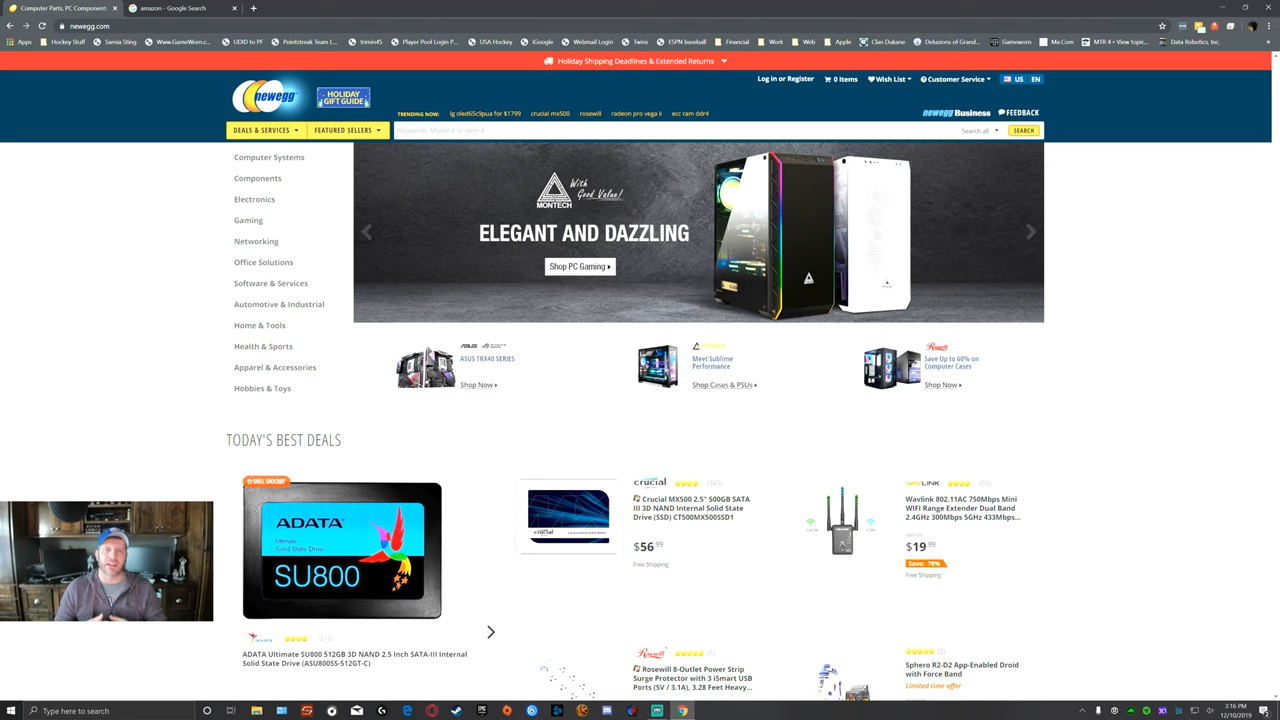 Computer Parts, PC Component
amazon - Google Search
newegg.com
Apps
Hockey Stuff
Sarnia Sting
Www.GameWorn.c...
UDID to PF
Pointstreak Team L...
trimin45
Player Pool Login P...
USA Hockey
iGoogle
Webmail Login
Twins
ESPN baseball
Financial
Work
Web
Apple
Clan Dukane
Delusions of Grand...
Gameworn
Me.Com
MTR 4 • View topic...
Data Robotics, Inc.
Holiday Shipping Deadlines & Extended Returns
newegg
HOLIDAY
GIFT GUIDE
Log in or Register
0 Items
Wish List
Customer Service
US
EN
TRENDING NOW:
lg oled65c9pua for $1799
crucial mx500
rosewill
radeon pro vega ii
ecc ram ddr4
newegg Business
FEEDBACK
DEALS & SERVICES
FEATURED SELLERS
Keywords, Model # or Item #
Search all
SEARCH
Computer Systems
Components
Electronics
Gaming
Networking
Office Solutions
Software & Services
Automotive & Industrial
Home & Tools
Health & Sports
Apparel & Accessories
Hobbies & Toys
MONTECH
With
Good Value!
ELEGANT AND DAZZLING
Shop PC Gaming
ASUS
ASUS TRX40 SERIES
Shop Now
Meet Sublime
Performance
Shop Cases & PSUs
Rosewill
Save Up to 60% on
Computer Cases
Shop Now
TODAY'S BEST DEALS
SHELL SHOCKER
ADATA
Ultimate
Solid State Drive
SU800
ADATA
(212)
ADATA Ultimate SU800 512GB 3D NAND 2.5 Inch SATA-III Internal
Solid State Drive (ASU800SS-512GT-C)
crucial
crucial
(343)
Crucial MX500 2.5" 500GB SATA
III 3D NAND Internal Solid State
Drive (SSD) CT500MX500SSD1
$56.99
Free Shipping
WAVLINK
(55)
Wavlink 802.11AC 750Mbps Mini
WIFI Range Extender Dual Band
2.4GHz 300Mbps 5GHz 433Mbps...
$19.99
Save: 78%
Free Shipping
Rosewill
Rosewill 8-Outlet Power Strip
Surge Protector with 3 iSmart USB
Ports (5V / 3.1A), 3.28 Feet Heavy...
(2)
Sphero R2-D2 App-Enabled Droid
with Force Band
Limited time offer
Type here to search
3:16 PM
12/10/2019